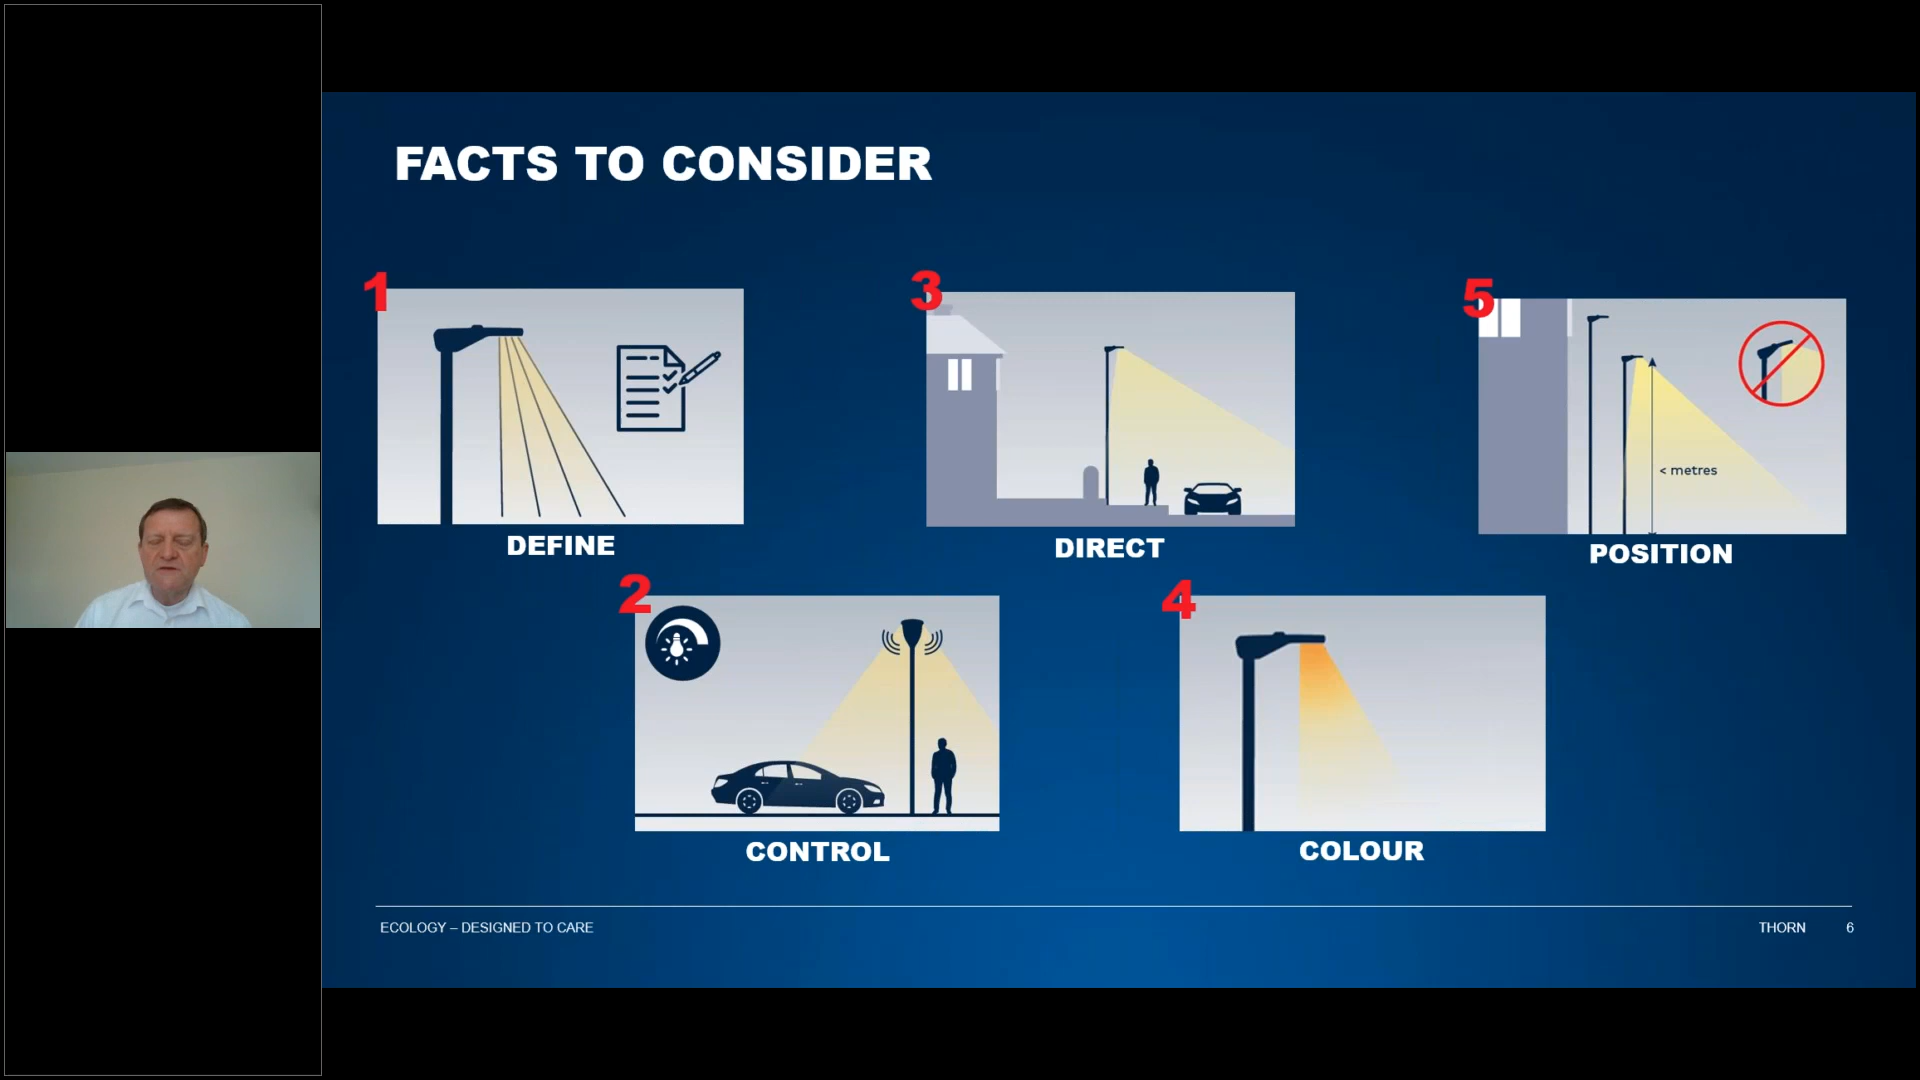 FACTS TO CONSIDER
1
DEFINE
2
CONTROL
3
DIRECT
4
COLOUR
5
< metres
POSITION
ECOLOGY – DESIGNED TO CARE
THORN
6